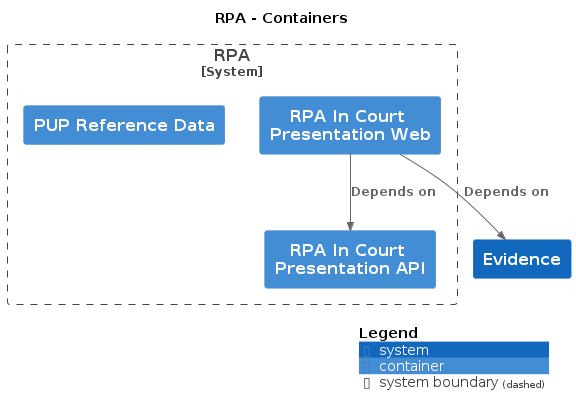 RPA - Containers
RPA
[System]
PUP Reference Data
RPA In Court
Presentation Web
Depends on
Depends on
RPA In Court
Presentation API
Evidence
Legend
system
container
system boundary (dashed)